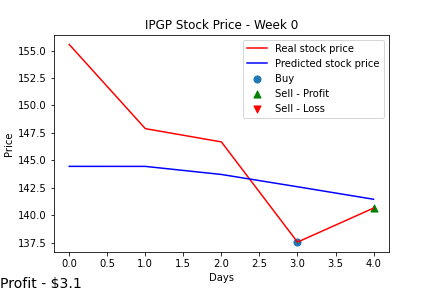 IPGP Stock Price - Week 0
Real stock price
Predicted stock price
Buy
Sell - Profit
Sell - Loss
Price
155.0
152.5
150.0
147.5
145.0
142.5
140.0
137.5
0.0 0.5 1.0 1.5 2.0 2.5 3.0 3.5 4.0
Days
Profit - $3.1